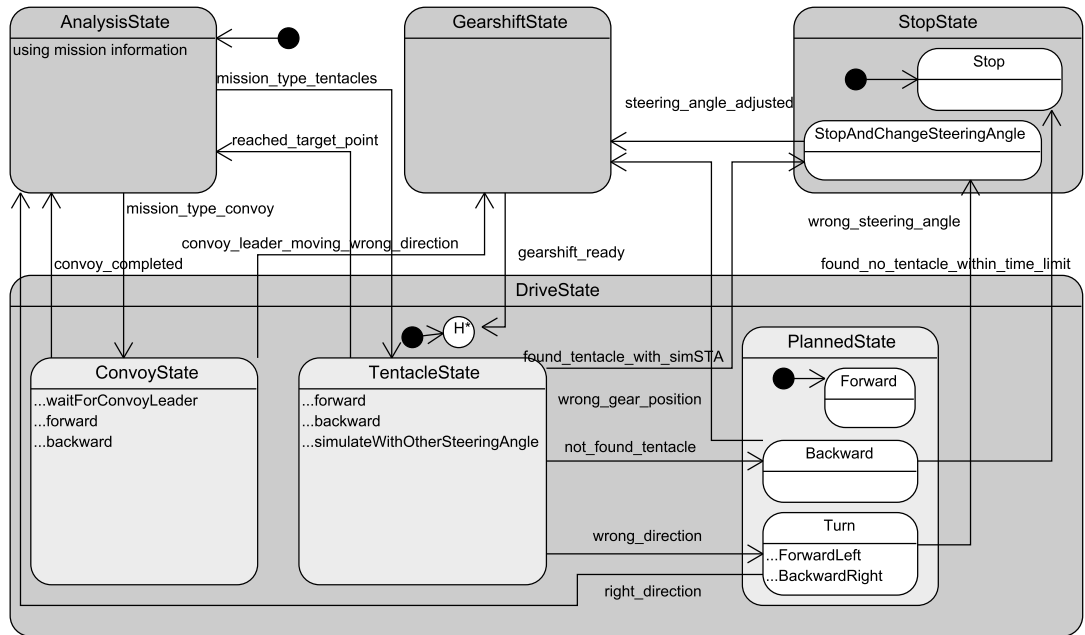 AnalysisState
using mission information
GearshiftState
StopState
Stop
mission_type_tentacles
steering_angle_adjusted
StopAndChangeSteeringAngle
reached_target_point
mission_type_convoy
wrong_steering_angle
convoy_leader_moving_wrong_direction
gearshift_ready
convoy_completed
found_no_tentacle_within_time_limit
DriveState
H*
PlannedState
found_tentacle_with_simSTA
ConvoyState
...waitForConvoyLeader
...forward
...backward
TentacleState
...forward
...backward
...simulateWithOtherSteeringAngle
Forward
wrong_gear_position
not_found_tentacle
Backward
Turn
...ForwardLeft
...BackwardRight
wrong_direction
right_direction